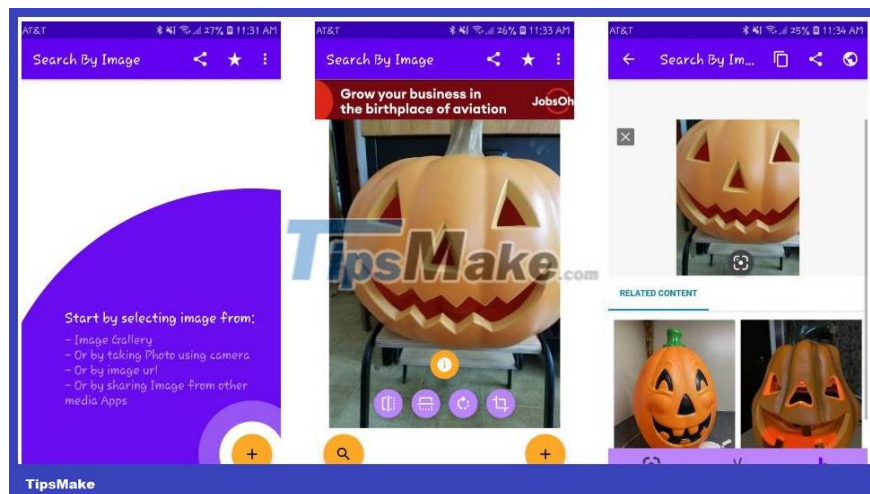 AT&T 27% 11:31 AM
Search By Image
Start by selecting image from:
- Image Gallery
- Or by taking Photo using camera
- Or by image url
- Or by sharing Image from other
media Apps
AT&T 26% 11:33 AM
Search By Image
Grow your business in
the birthplace of aviation
JobsOh
AT&T 25% 11:34 AM
Search By Im...
RELATED CONTENT
TipsMake.com
TipsMake